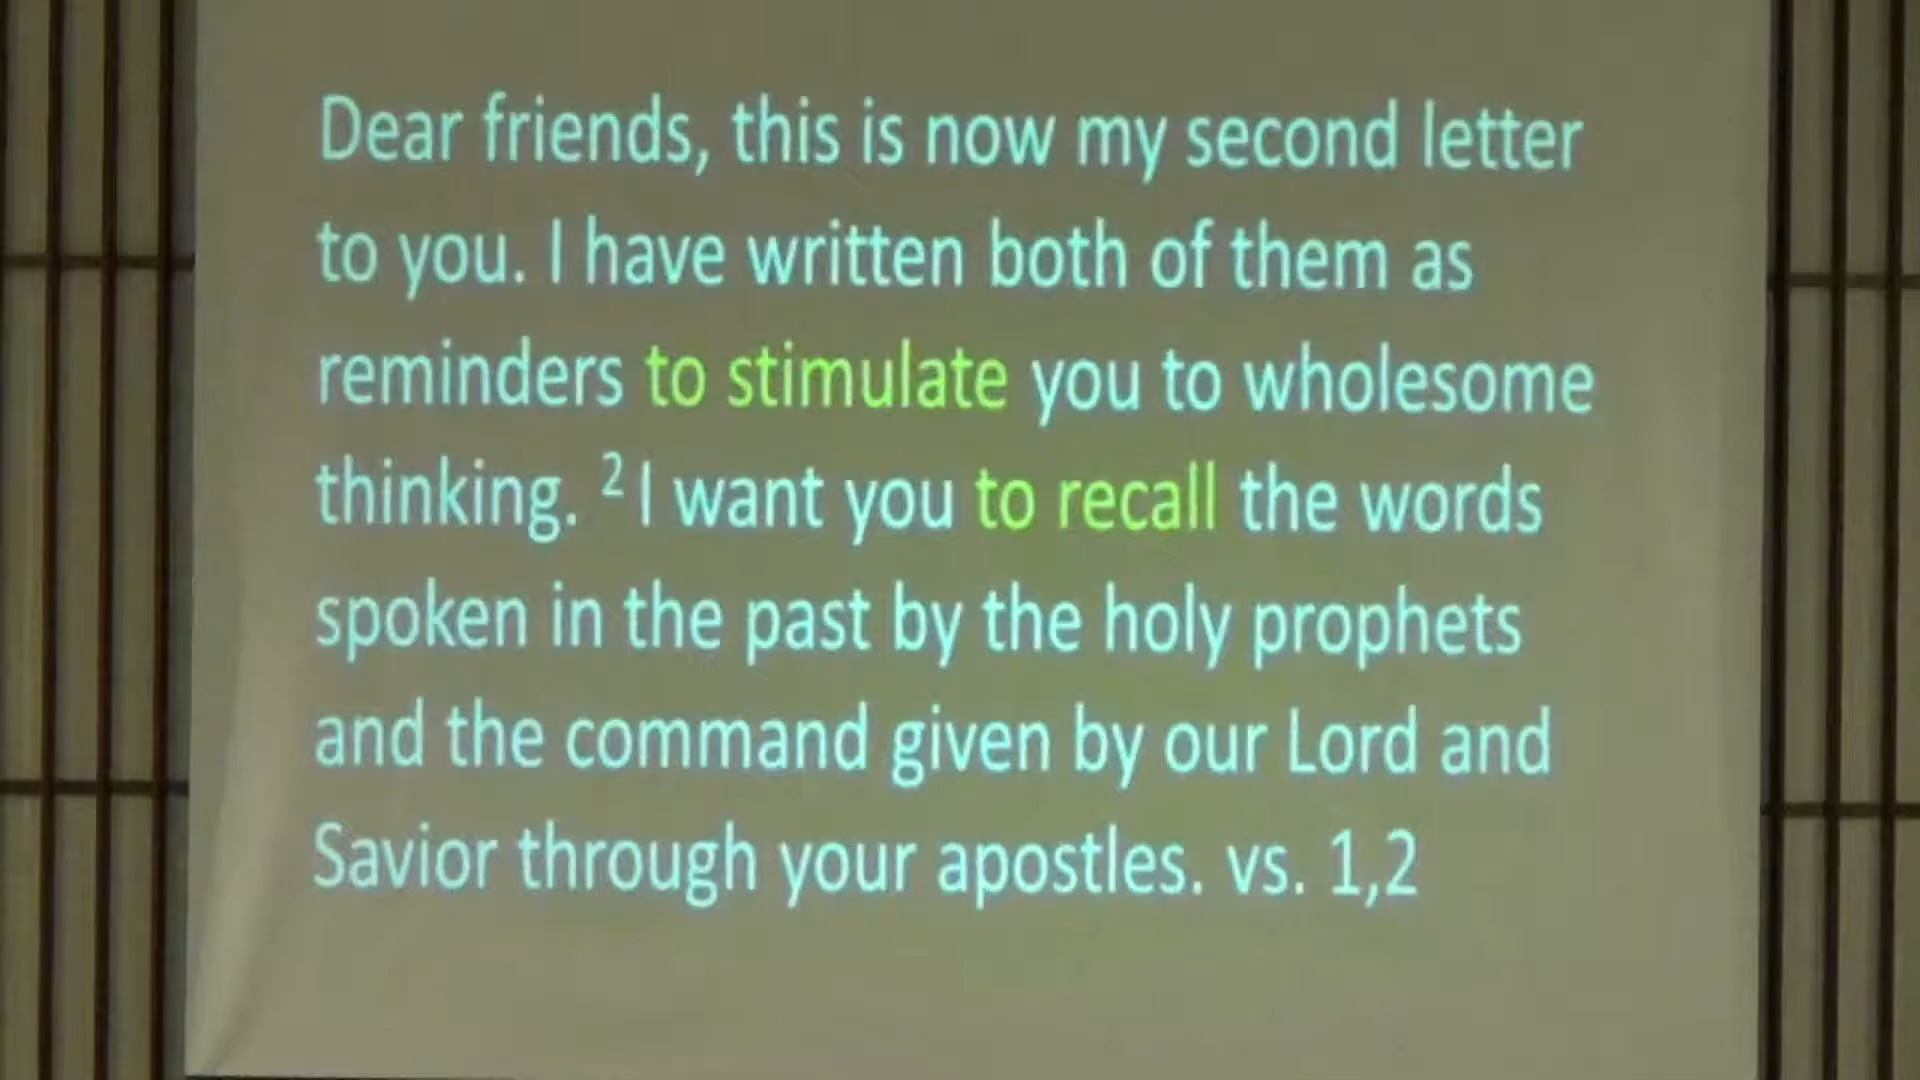 Dear friends, this is now my second letter
to you. I have written both of them as
reminders to stimulate you to wholesome
thinking. ² I want you to recall the words
spoken in the past by the holy prophets
and the command given by our Lord and
Savior through your apostles. vs. 1,2